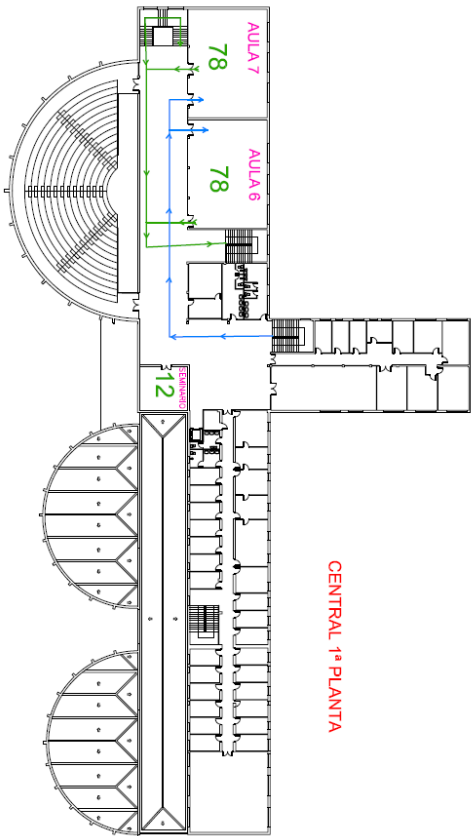 AULA 7
78
AULA 6
78
SEMINARIO
12
CENTRAL 1ª PLANTA